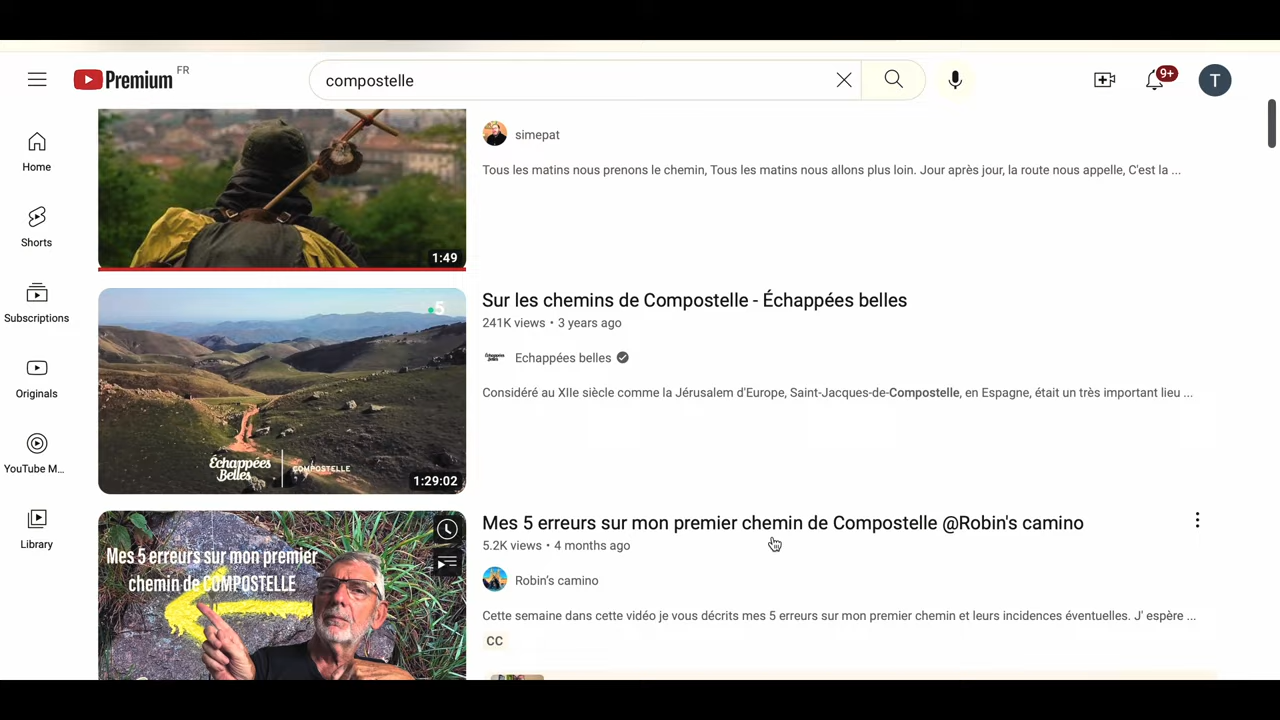 Premium FR
compostelle
9+
T
Home
Shorts
Subscriptions
Originals
YouTube M...
Library
simepat
Tous les matins nous prenons le chemin, Tous les matins nous allons plus loin. Jour après jour, la route nous appelle, C'est la ...
1:49
Sur les chemins de Compostelle - Échappées belles
241K views • 3 years ago
Echappées belles
Considéré au XIIe siècle comme la Jérusalem d'Europe, Saint-Jacques-de-Compostelle, en Espagne, était un très important lieu ...
5
Échappées
Belles
COMPOSTELLE
1:29:02
Mes 5 erreurs sur mon premier chemin de Compostelle @Robin's camino
5.2K views • 4 months ago
Robin's camino
Cette semaine dans cette vidéo je vous décrits mes 5 erreurs sur mon premier chemin et leurs incidences éventuelles. J' espère ...
CC
Mes 5 erreurs sur mon premier
chemin de COMPOSTELLE